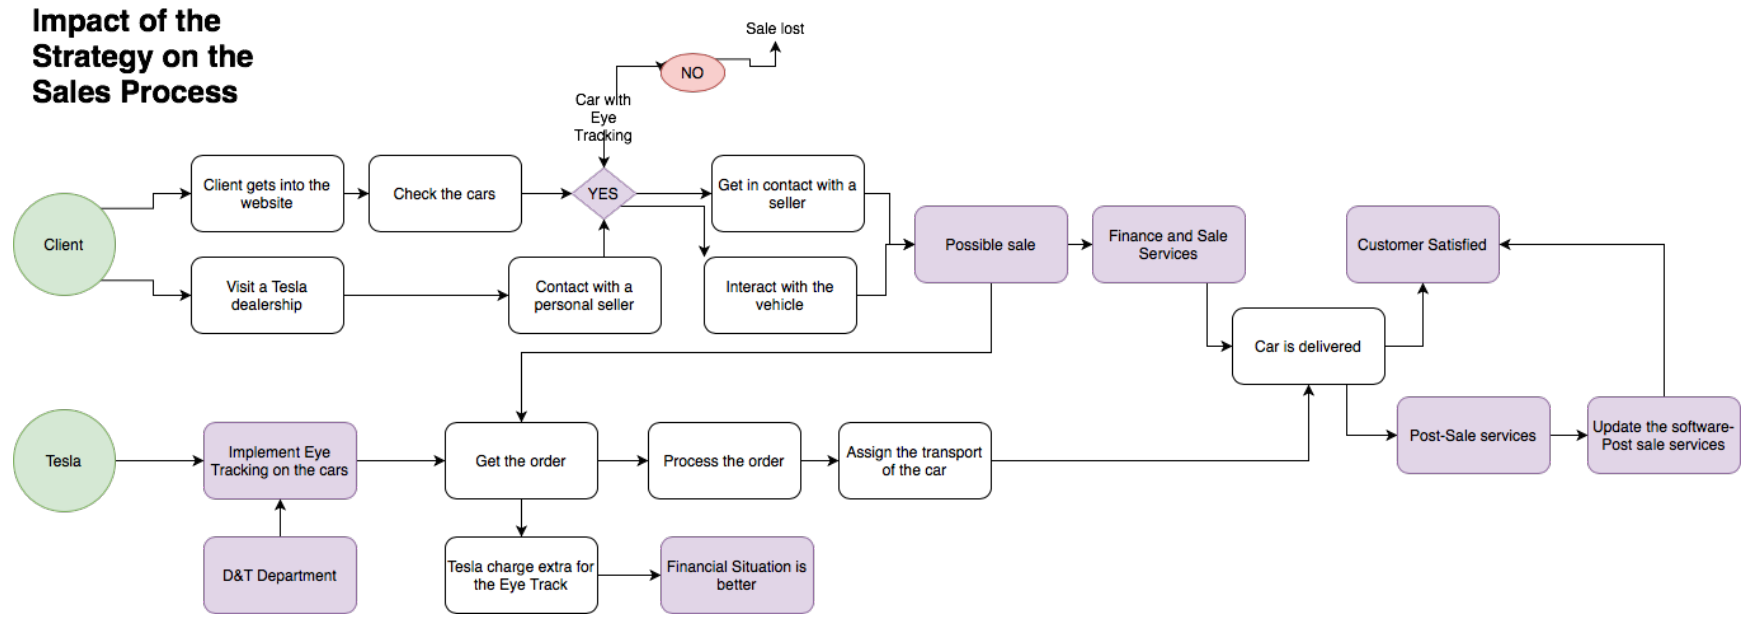 Impact of the
Strategy on the
Sales Process
Sale lost
NO
Car with
Eye
Tracking
Client
Client gets into the
website
Check the cars
YES
Get in contact with a
seller
Visit a Tesla
dealership
Contact with a
personal seller
Interact with the
vehicle
Possible sale
Finance and Sale
Services
Customer Satisfied
Car is delivered
Tesla
Implement Eye
Tracking on the cars
Get the order
Process the order
Assign the transport
of the car
Post-Sale services
Update the software-
Post sale services
D&T Department
Tesla charge extra for
the Eye Track
Financial Situation is
better